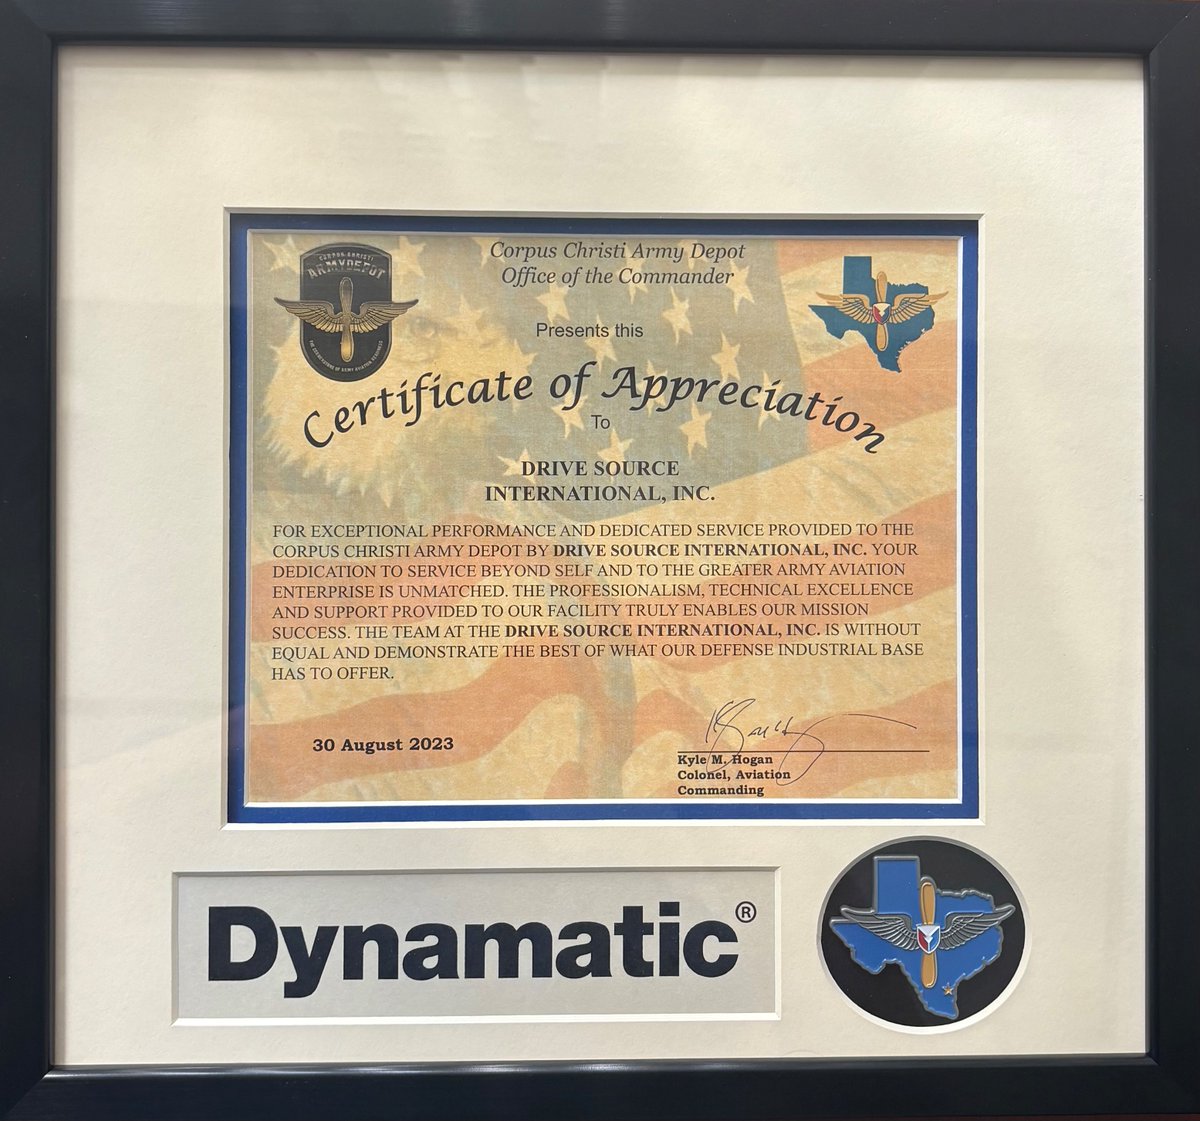 Corpus Christi Army Depot
Office of the Commander
CORPUS CHRISTI
ARMY DEPOT
Presents this
Certificate of Appreciation
To
DRIVE SOURCE
INTERNATIONAL, INC.
FOR EXCEPTIONAL PERFORMANCE AND DEDICATED SERVICE PROVIDED TO THE
CORPUS CHRISTI ARMY DEPOT BY DRIVE SOURCE INTERNATIONAL, INC. YOUR
DEDICATION TO SERVICE BEYOND SELF AND TO THE GREATER ARMY AVIATION
ENTERPRISE IS UNMATCHED. THE PROFESSIONALISM, TECHNICAL EXCELLENCE
AND SUPPORT PROVIDED TO OUR FACILITY TRULY ENABLES OUR MISSION
SUCCESS. THE TEAM AT THE DRIVE SOURCE INTERNATIONAL, INC. IS WITHOUT
EQUAL AND DEMONSTRATE THE BEST OF WHAT OUR DEFENSE INDUSTRIAL BASE
HAS TO OFFER.
30 August 2023
Kyle M. Hogan
Colonel, Aviation
Commanding
Dynamatic®